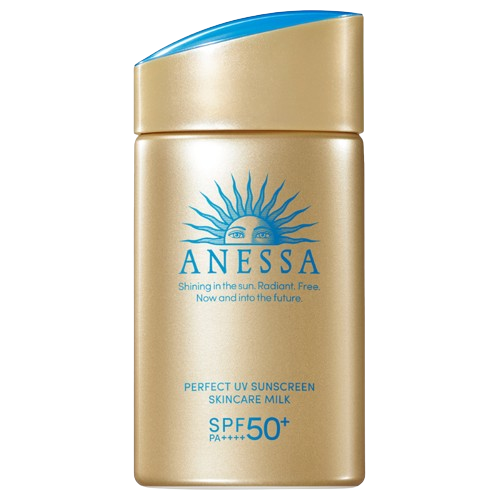 ANESSA
Shining in the sun. Radiant. Free.
Now and into the future.
PERFECT UV SUNSCREEN
SKINCARE MILK
SPF50+
PA++++